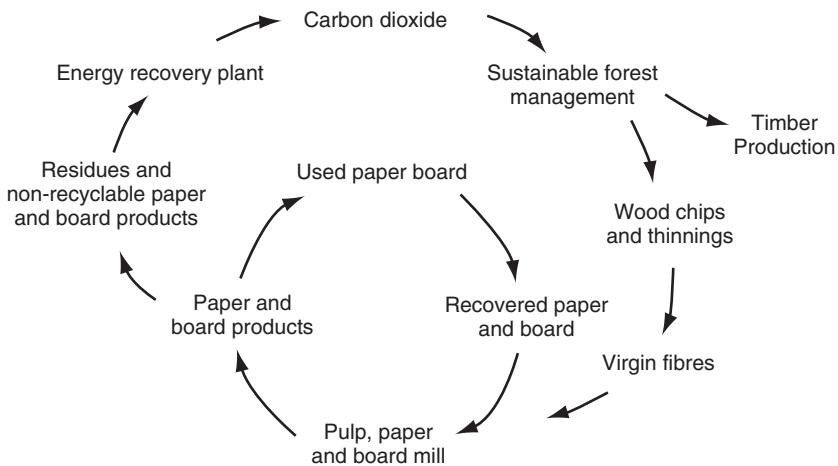 Carbon dioxide
Energy recovery plant
Sustainable forest
management
Timber
Production
Residues and
non-recyclable paper
and board products
Used paper board
Wood chips
and thinnings
Paper and
board products
Recovered paper
and board
Virgin fibres
Pulp, paper
and board mill